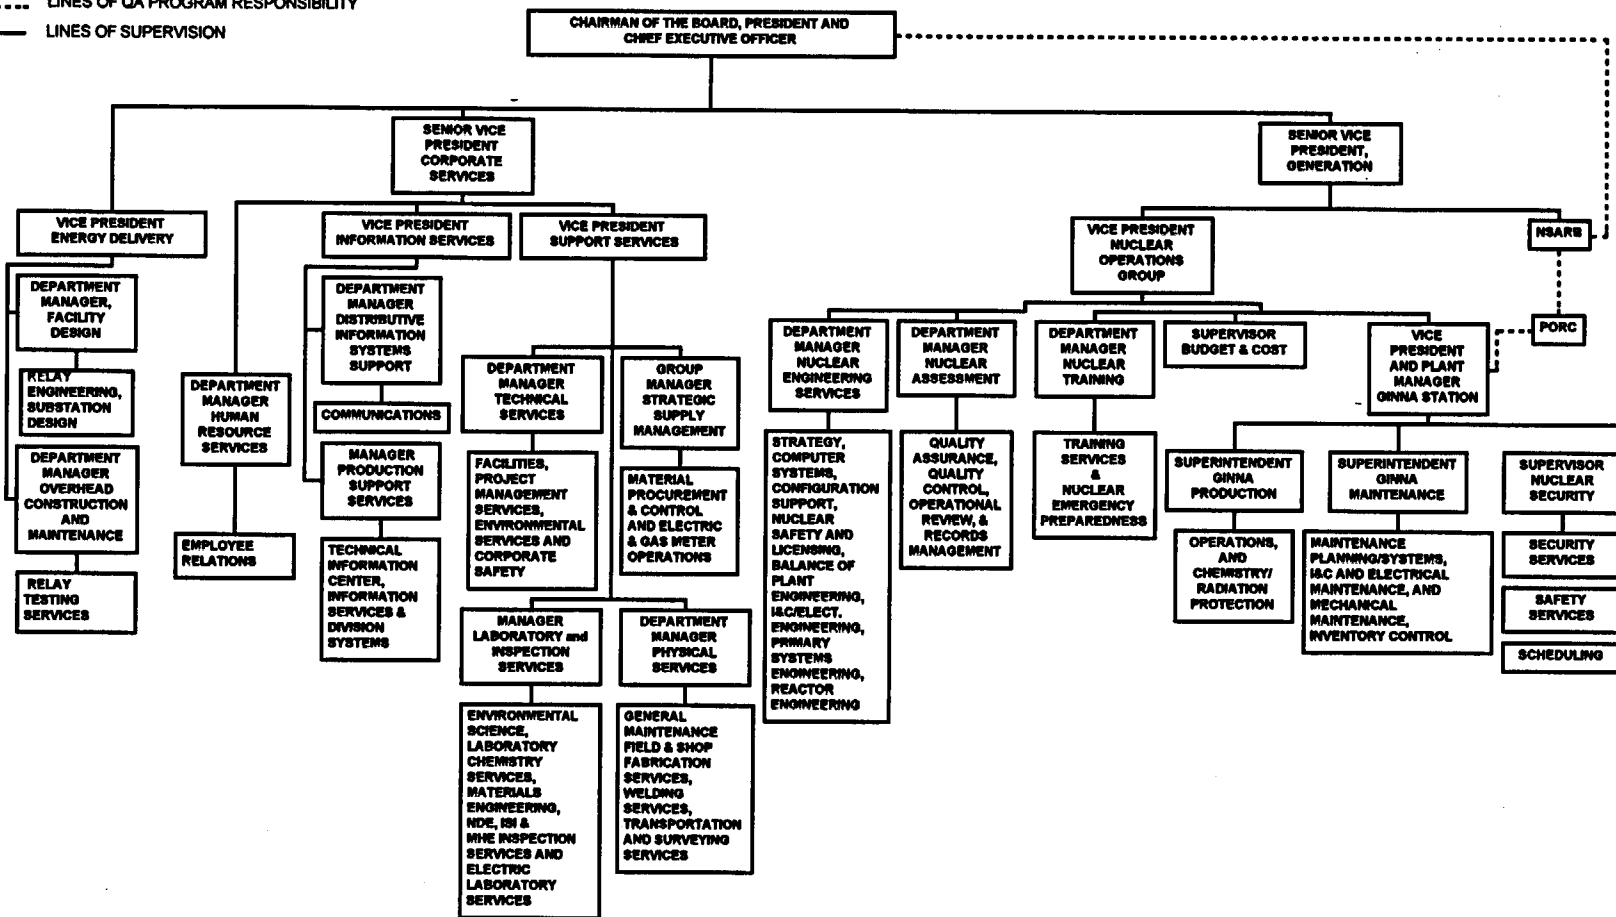 LINES OF QA PROGRAM RESPONSIBILITY
LINES OF SUPERVISION
CHAIRMAN OF THE BOARD, PRESIDENT AND
CHIEF EXECUTIVE OFFICER
SENIOR VICE
PRESIDENT
CORPORATE
SERVICES
SENIOR VICE
PRESIDENT,
GENERATION
VICE PRESIDENT
ENERGY DELIVERY
VICE PRESIDENT
INFORMATION SERVICES
VICE PRESIDENT
SUPPORT SERVICES
VICE PRESIDENT
NUCLEAR
OPERATIONS
GROUP
NSARB
PORC
DEPARTMENT
MANAGER,
FACILITY
DESIGN
RELAY
ENGINEERING,
SUBSTATION
DESIGN
DEPARTMENT
MANAGER
OVERHEAD
CONSTRUCTION
AND
MAINTENANCE
RELAY
TESTING
SERVICES
DEPARTMENT
MANAGER
HUMAN
RESOURCE
SERVICES
EMPLOYEE
RELATIONS
DEPARTMENT
MANAGER
DISTRIBUTIVE
INFORMATION
SYSTEMS
SUPPORT
COMMUNICATIONS
MANAGER
PRODUCTION
SUPPORT
SERVICES
TECHNICAL
INFORMATION
CENTER,
INFORMATION
SERVICES &
DIVISION
SYSTEMS
DEPARTMENT
MANAGER
TECHNICAL
SERVICES
FACILITIES,
PROJECT
MANAGEMENT
SERVICES,
ENVIRONMENTAL
SERVICES AND
CORPORATE
SAFETY
GROUP
MANAGER
STRATEGIC
SUPPLY
MANAGEMENT
MATERIAL
PROCUREMENT
& CONTROL
AND ELECTRIC
& GAS METER
OPERATIONS
MANAGER
LABORATORY and
INSPECTION
SERVICES
ENVIRONMENTAL
SCIENCE,
LABORATORY
CHEMISTRY
SERVICES,
MATERIALS
ENGINEERING,
NDE, ISI &
MHE INSPECTION
SERVICES AND
ELECTRIC
LABORATORY
SERVICES
DEPARTMENT
MANAGER
PHYSICAL
SERVICES
GENERAL
MAINTENANCE
FIELD & SHOP
FABRICATION
SERVICES,
WELDING
SERVICES,
TRANSPORTATION
AND SURVEYING
SERVICES
DEPARTMENT
MANAGER
NUCLEAR
ENGINEERING
SERVICES
STRATEGY,
COMPUTER
SYSTEMS,
CONFIGURATION
SUPPORT,
NUCLEAR
SAFETY AND
LICENSING,
BALANCE OF
PLANT
ENGINEERING,
I&C/ELECT.
ENGINEERING,
PRIMARY
SYSTEMS
ENGINEERING,
REACTOR
ENGINEERING
DEPARTMENT
MANAGER
NUCLEAR
ASSESSMENT
QUALITY
ASSURANCE,
QUALITY
CONTROL,
OPERATIONAL
REVIEW, &
RECORDS
MANAGEMENT
DEPARTMENT
MANAGER
NUCLEAR
TRAINING
TRAINING
SERVICES
&
NUCLEAR
EMERGENCY
PREPAREDNESS
SUPERVISOR
BUDGET & COST
VICE
PRESIDENT
AND PLANT
MANAGER
GINNA STATION
SUPERINTENDENT
GINNA
PRODUCTION
OPERATIONS,
AND
CHEMISTRY/
RADIATION
PROTECTION
SUPERINTENDENT
GINNA
MAINTENANCE
MAINTENANCE
PLANNING/SYSTEMS,
I&C AND ELECTRICAL
MAINTENANCE, AND
MECHANICAL
MAINTENANCE,
INVENTORY CONTROL
SUPERVISOR
NUCLEAR
SECURITY
SECURITY
SERVICES
SAFETY
SERVICES
SCHEDULING